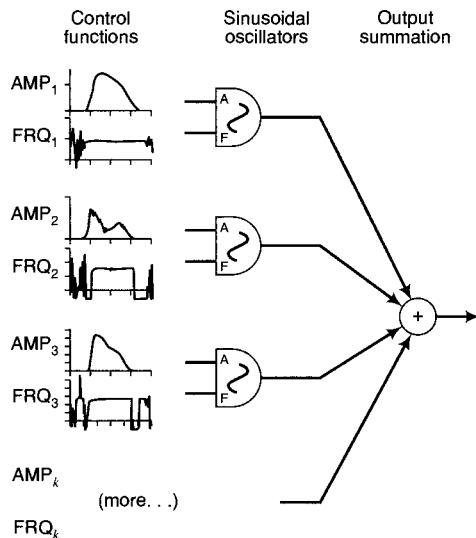 Control functions
Sinusoidal oscillators
Output summation
AMP₁
FRQ₁
A
F
AMP₂
FRQ₂
A
F
AMP₃
FRQ₃
A
F
+
AMPₖ
(more. . .)
FRQₖ